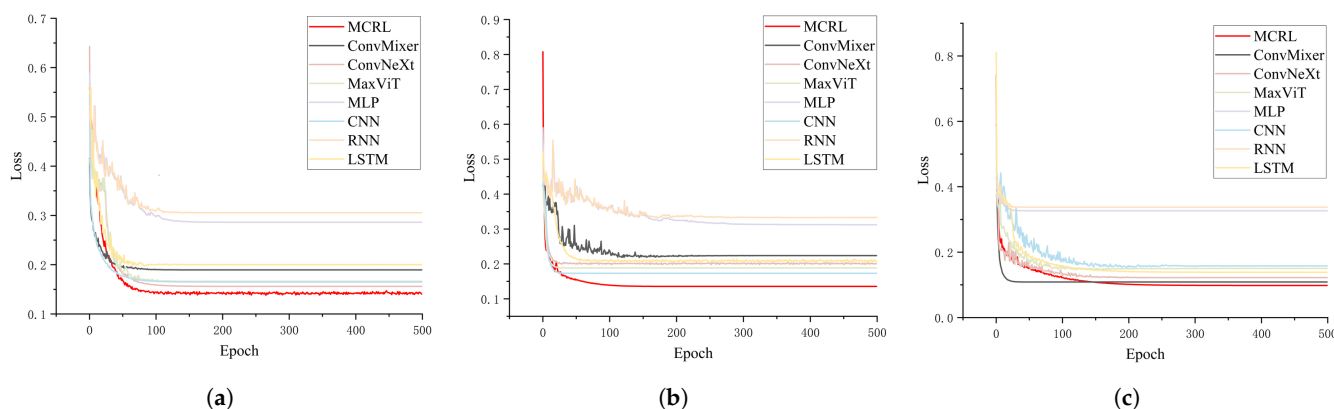 0.7
0.6
0.5
0.4
0.3
0.2
0.1
Loss
0
100
200
300
400
500
Epoch
MCRL
ConvMixer
ConvNeXt
MaxViT
MLP
CNN
RNN
LSTM
(a)
0.9
0.8
0.7
0.6
0.5
0.4
0.3
0.2
0.1
Loss
0
100
200
300
400
500
Epoch
MCRL
ConvMixer
ConvNeXt
MaxViT
MLP
CNN
RNN
LSTM
(b)
0.8
0.6
0.4
0.2
0.0
Loss
0
100
200
300
400
500
Epoch
MCRL
ConvMixer
ConvNeXt
MaxViT
MLP
CNN
RNN
LSTM
(c)